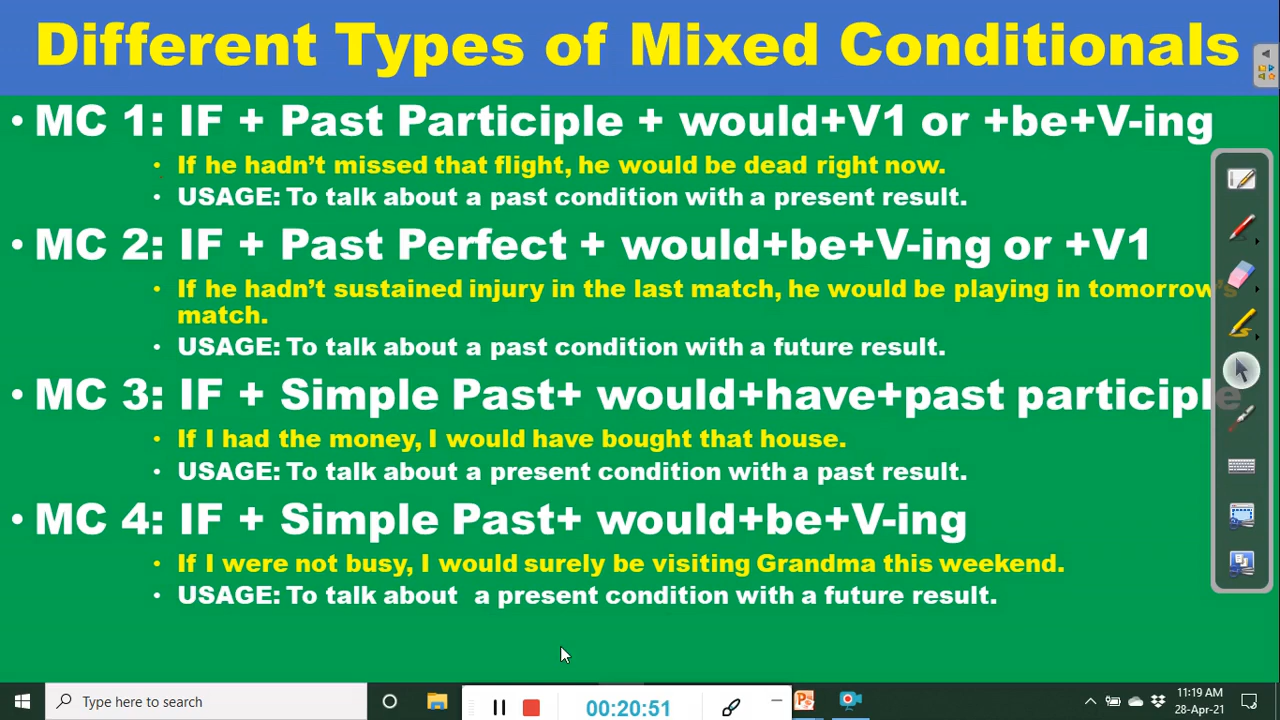 Different Types of Mixed Conditionals
• MC 1: IF + Past Participle + would+V1 or +be+V-ing
• If he hadn’t missed that flight, he would be dead right now.
• USAGE: To talk about a past condition with a present result.
• MC 2: IF + Past Perfect + would+be+V-ing or +V1
• If he hadn’t sustained injury in the last match, he would be playing in tomorrow’s
match.
• USAGE: To talk about a past condition with a future result.
• MC 3: IF + Simple Past+ would+have+past participle
• If I had the money, I would have bought that house.
• USAGE: To talk about a present condition with a past result.
• MC 4: IF + Simple Past+ would+be+V-ing
• If I were not busy, I would surely be visiting Grandma this weekend.
• USAGE: To talk about  a present condition with a future result.
Type here to search
00:20:51
11:19 AM
28-Apr-21